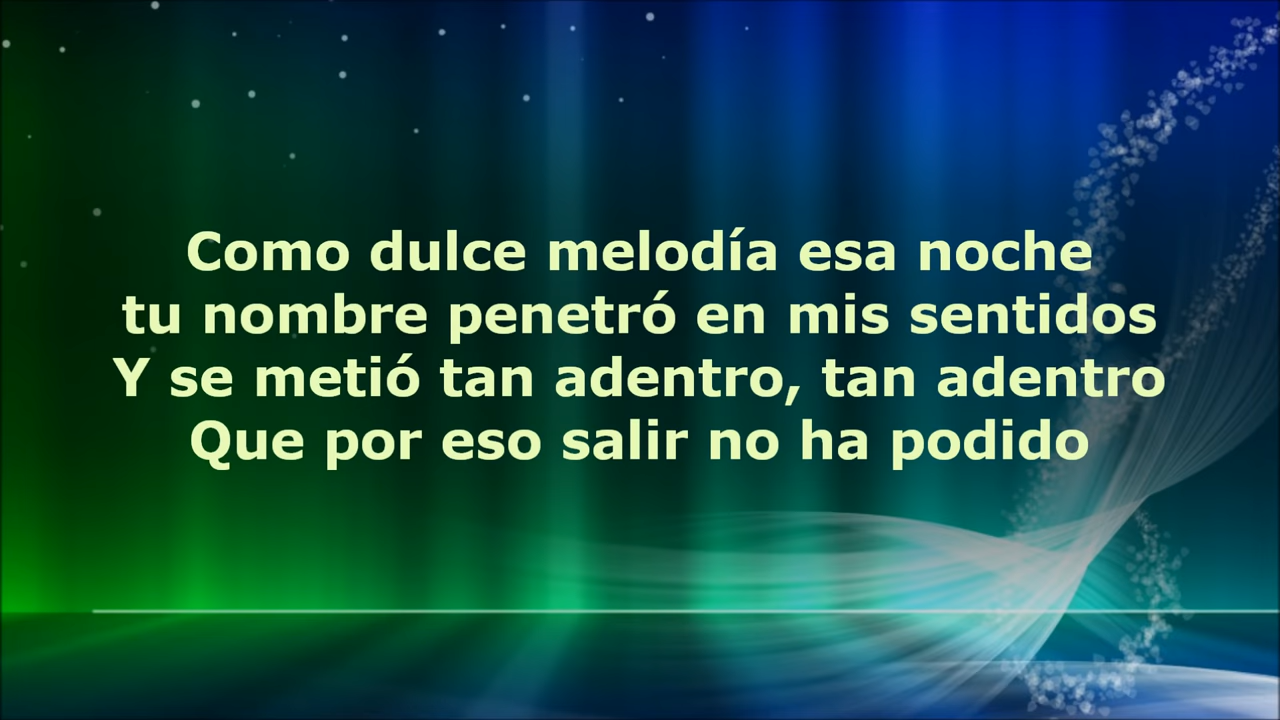 Como dulce melodía esa noche
tu nombre penetró en mis sentidos
Y se metió tan adentro, tan adentro
Que por eso salir no ha podido